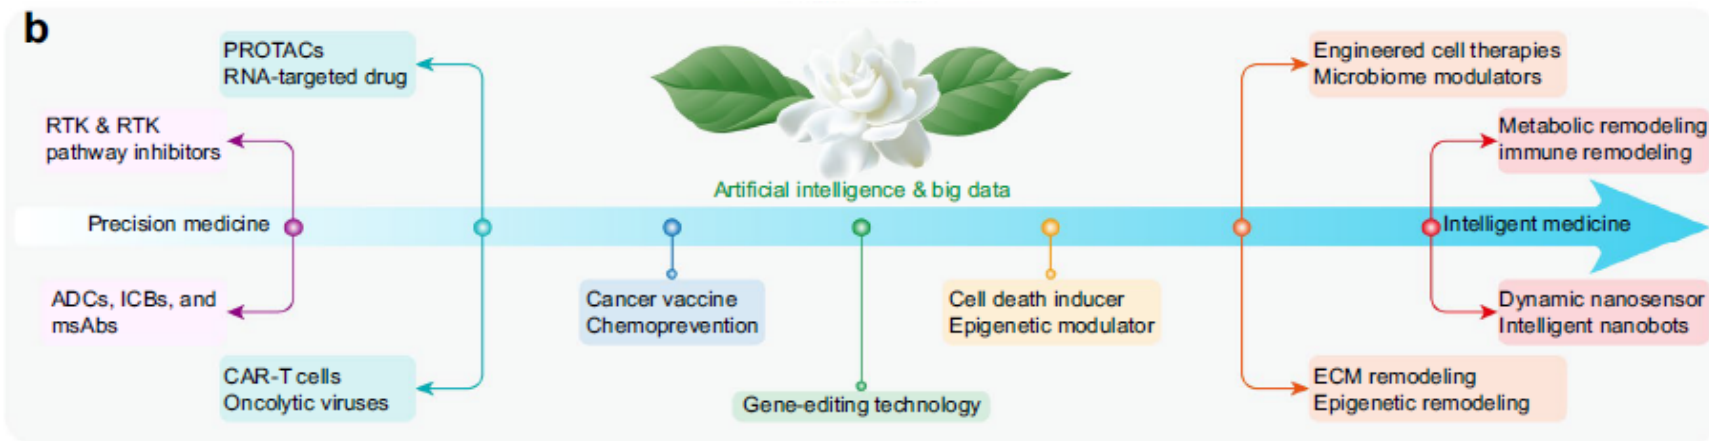 b
PROTACs
RNA-targeted drug
RTK & RTK
pathway inhibitors
Precision medicine
ADCs, ICBs, and
msAbs
CAR-T cells
Oncolytic viruses
Cancer vaccine
Chemoprevention
Artificial intelligence & big data
Gene-editing technology
Cell death inducer
Epigenetic modulator
Engineered cell therapies
Microbiome modulators
Metabolic remodeling
immune remodeling
Intelligent medicine
Dynamic nanosensor
Intelligent nanobots
ECM remodeling
Epigenetic remodeling